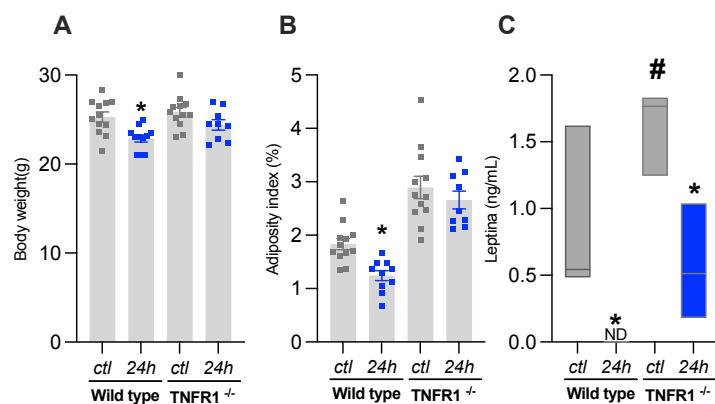 A
B
C
Body weight(g)
30
20
10
0
*
ctl 24h ctl 24h
Wild type TNFR1 -/-
Adiposity index (%)
5
4
3
2
1
0
*
ctl 24h ctl 24h
Wild type TNFR1 -/-
Leptina (ng/mL)
2.0
1.5
1.0
0.5
0.0
#
*
*
ND
ctl 24h ctl 24h
Wild type TNFR1 -/-